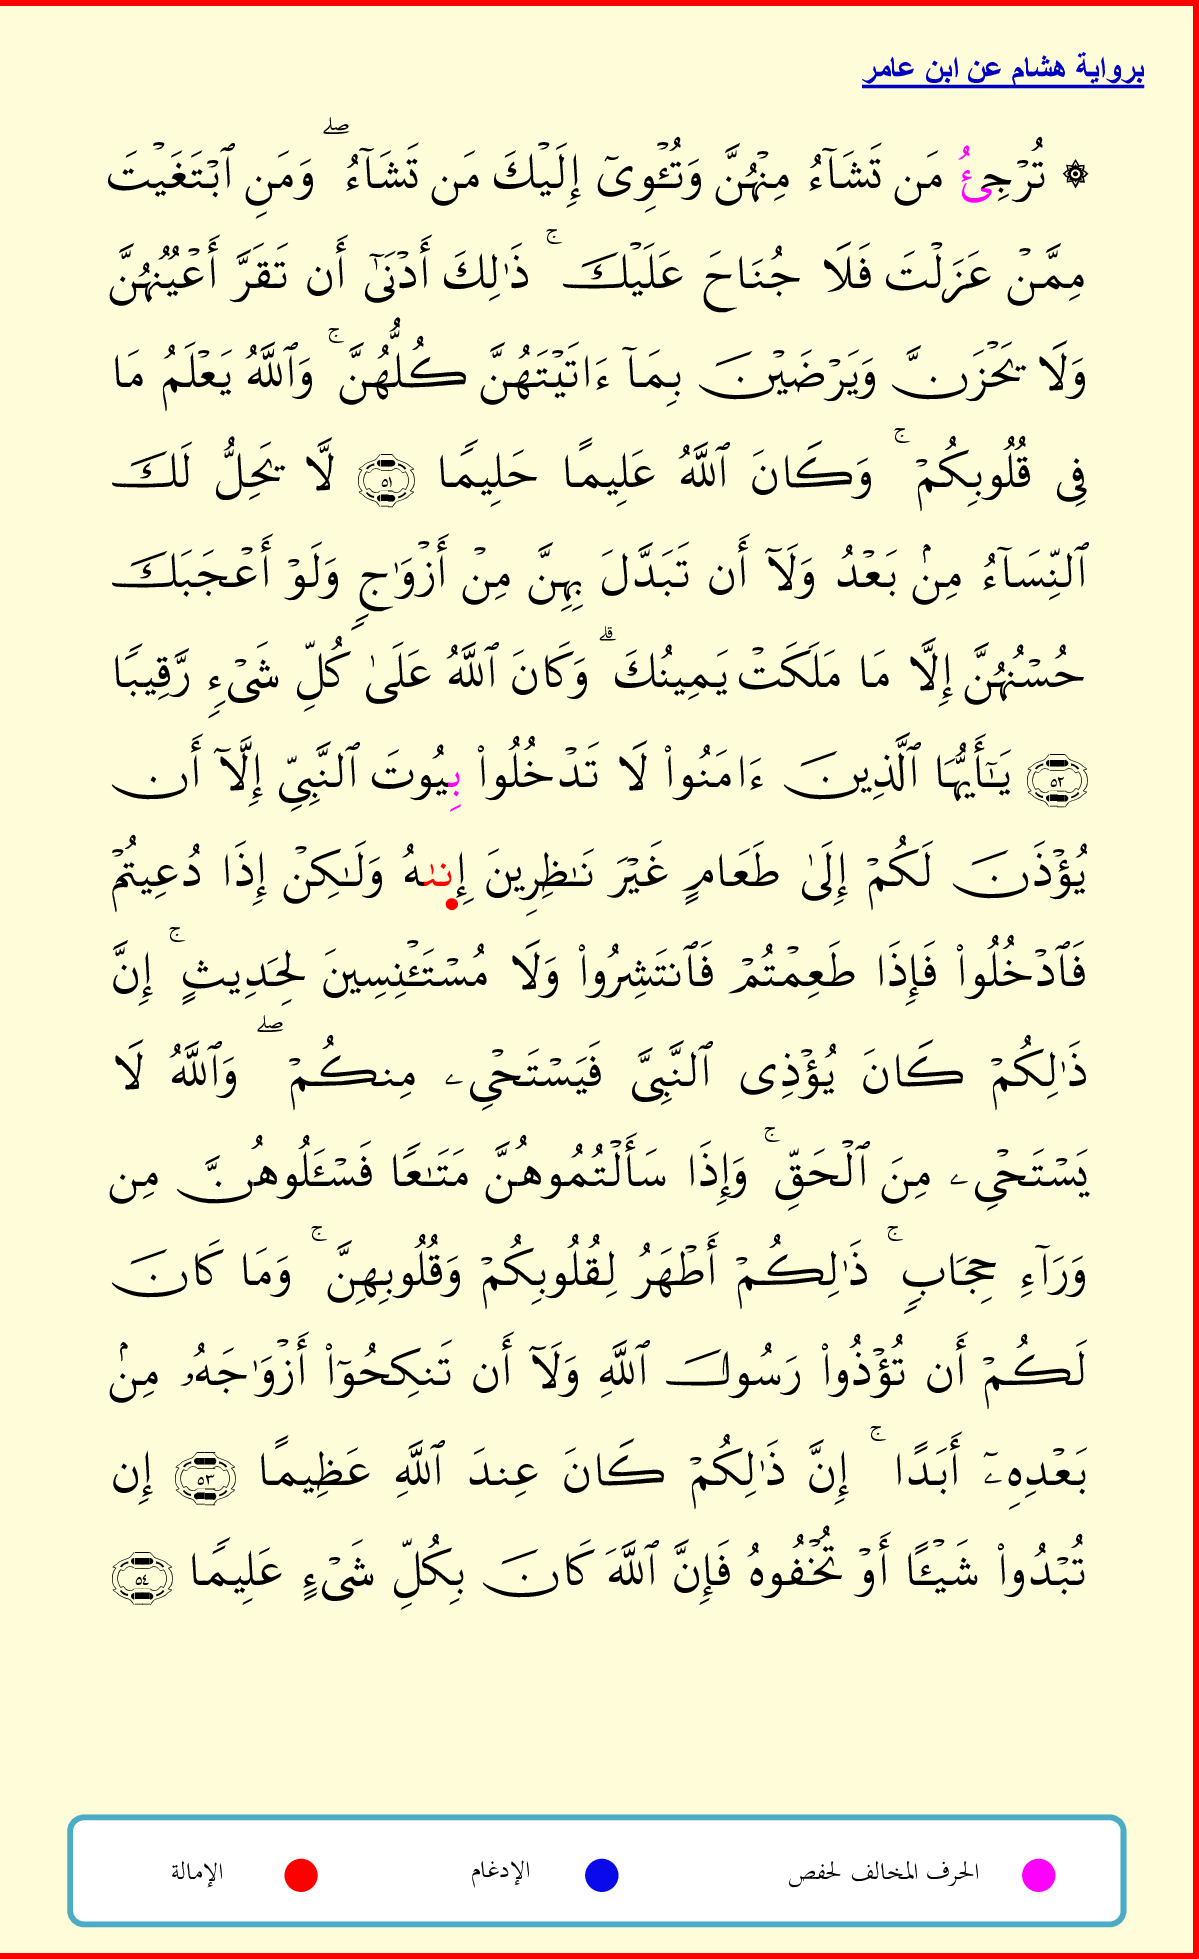 برواية هشام عن ابن عامر
۞ تُرْجِئُ مَن تَشَآءُ مِنْهُنَّ وَتُـْٔوِىٓ إِلَيْكَ مَن تَشَآءُ ۖ وَمَنِ ٱبْتَغَيْتَ
مِمَّنْ عَزَلْتَ فَلَا جُنَاحَ عَلَيْكَ ۚ ذَٰلِكَ أَدْنَىٰٓ أَن تَقَرَّ أَعْيُنُهُنَّ
وَلَا يَحْزَنَّ وَيَرْضَيْنَ بِمَآ ءَاتَيْتَهُنَّ كُلُّهُنَّ ۚ وَٱللَّهُ يَعْلَمُ مَا
فِى قُلُوبِكُمْ ۚ وَكَانَ ٱللَّهُ عَلِيمًا حَلِيمًا ٥١ لَّا يَحِلُّ لَكَ
ٱلنِّسَآءُ مِنۢ بَعْدُ وَلَآ أَن تَبَدَّلَ بِهِنَّ مِنْ أَزْوَٰجٍ وَلَوْ أَعْجَبَكَ
حُسْنُهُنَّ إِلَّا مَا مَلَكَتْ يَمِينُكَ ۗ وَكَانَ ٱللَّهُ عَلَىٰ كُلِّ شَىْءٍ رَّقِيبًا
٥٢ يَـٰٓأَيُّهَا ٱلَّذِينَ ءَامَنُوا۟ لَا تَدْخُلُوا۟ بِيُوتَ ٱلنَّبِىِّ إِلَّآ أَن
يُؤْذَنَ لَكُمْ إِلَىٰ طَعَامٍ غَيْرَ نَـٰظِرِينَ إِنىٰهُ وَلَـٰكِنْ إِذَا دُعِيتُمْ
فَٱدْخُلُوا۟ فَإِذَا طَعِمْتُمْ فَٱنتَشِرُوا۟ وَلَا مُسْتَـْٔنِسِينَ لِحَدِيثٍ ۚ إِنَّ
ذَٰلِكُمْ كَانَ يُؤْذِى ٱلنَّبِىَّ فَيَسْتَحْىِۦ مِنكُمْ ۖ وَٱللَّهُ لَا
يَسْتَحْىِۦ مِنَ ٱلْحَقِّ ۚ وَإِذَا سَأَلْتُمُوهُنَّ مَتَـٰعًا فَسْـَٔلُوهُنَّ مِن
وَرَآءِ حِجَابٍ ۚ ذَٰلِكُمْ أَطْهَرُ لِقُلُوبِكُمْ وَقُلُوبِهِنَّ ۚ وَمَا كَانَ
لَكُمْ أَن تُؤْذُوا۟ رَسُولَ ٱللَّهِ وَلَآ أَن تَنكِحُوٓا۟ أَزْوَٰجَهُۥ مِنۢ
بَعْدِهِۦٓ أَبَدًا ۚ إِنَّ ذَٰلِكُمْ كَانَ عِندَ ٱللَّهِ عَظِيمًا ٥٣ إِن
تُبْدُوا۟ شَيْـًٔا أَوْ تُخْفُوهُ فَإِنَّ ٱللَّهَ كَانَ بِكُلِّ شَىْءٍ عَلِيمًا ٥٤
الحرف المخالف لحفص الإدغام الإمالة